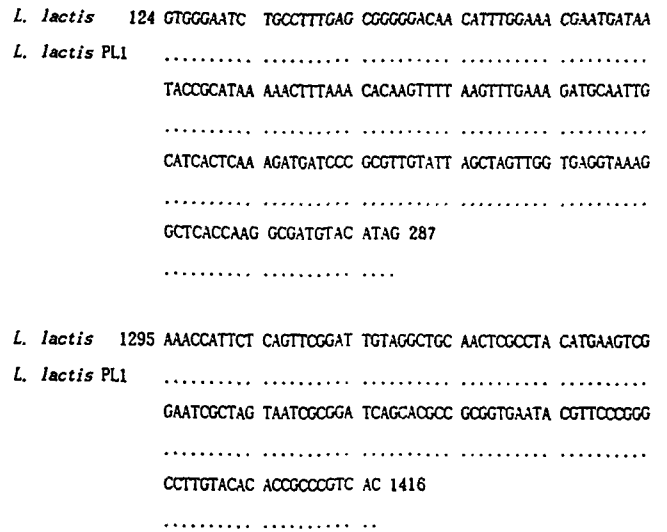 L. lactis 124 GTGGGAATC TGCCTTTGAG CGGGGGACAA CATTTGGAAA CGAATGATAA
L. lactis PL1 .......... .......... .......... .......... ..........
TACCGCATAA AAACTTTAAA CACAAGTTTT AAGTTTGAAA GATGCAATTG
.......... .......... .......... .......... ..........
CATCACTCAA AGATGATCCC GCGTTGTATT AGCTAGTTGG TGAGGTAAAG
.......... .......... .......... .......... ..........
GCTCACCAAG GCGATGTAC ATAG 287
.......... .......... ....
L. lactis 1295 AAACCATTCT CAGTTCGGAT TGTAGGCTGC AACTCGCCTA CATGAAGTCG
L. lactis PL1 .......... .......... .......... .......... ..........
GAATCGCTAG TAATCGCGGA TCAGCACGCC GCGGTGAATA CGTTCCCGGG
.......... .......... .......... .......... ..........
CCTTGTACAC ACCGCCCGTC AC 1416
.......... .......... ..